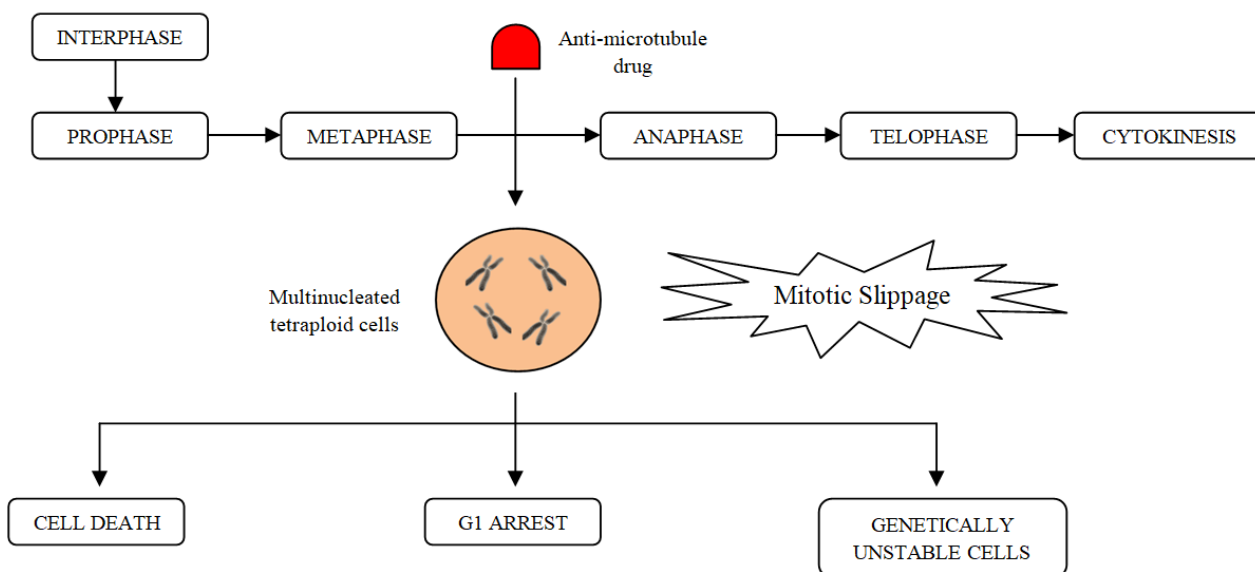 INTERPHASE
Anti-microtubule
drug
PROPHASE
METAPHASE
ANAPHASE
TELOPHASE
CYTOKINESIS
Multinucleated
tetraploid cells
Mitotic Slippage
CELL DEATH
G1 ARREST
GENETICALLY
UNSTABLE CELLS